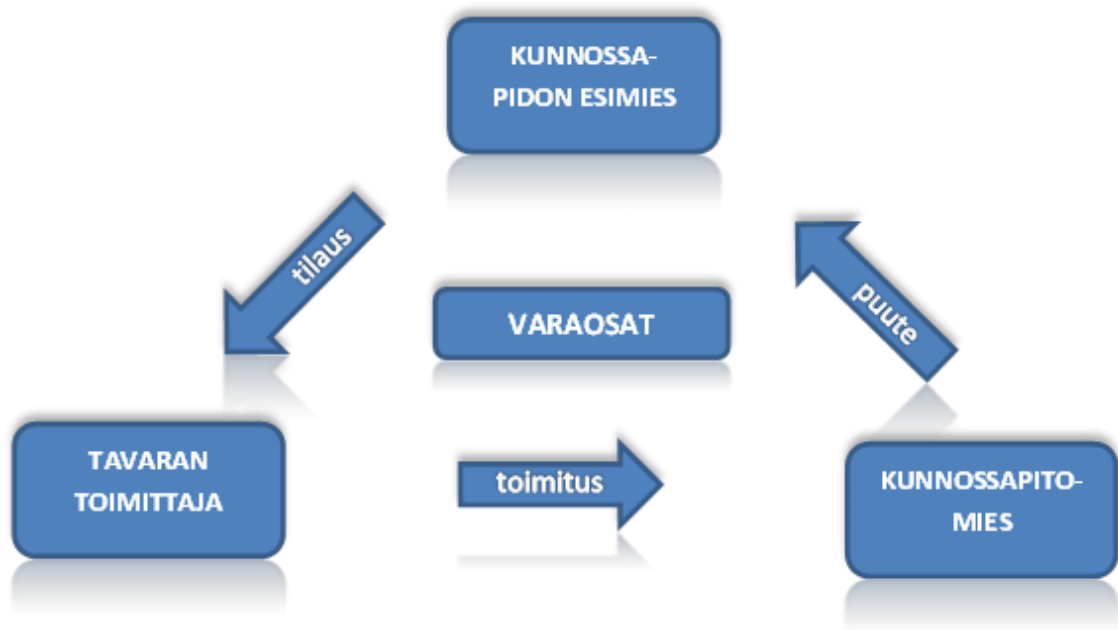 KUNNOSSA-
PIDON ESIMIES
tilaus
puute
VARAOSAT
TAVARAN
TOIMITTAJA
toimitus
KUNNOSSAPITO-
MIES